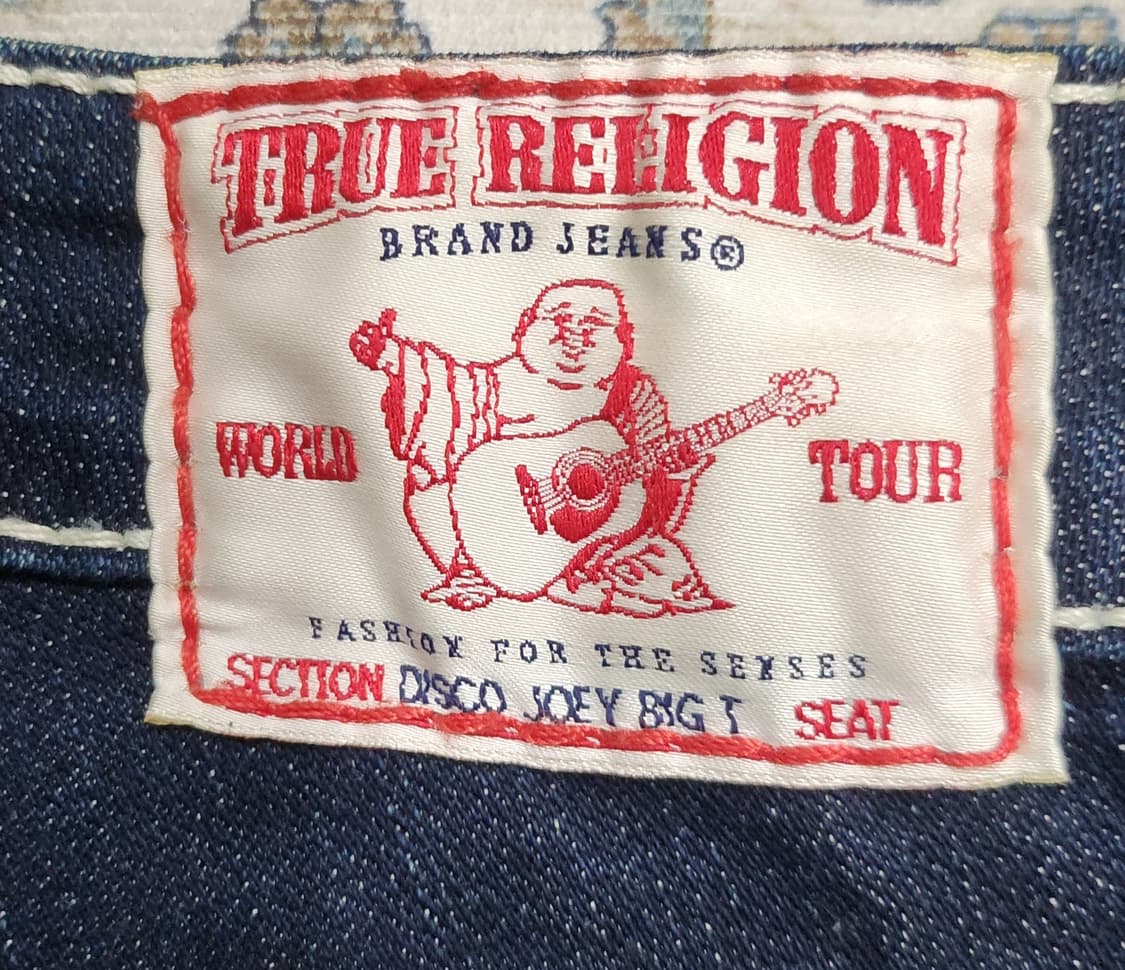 TRUE RELIGION
BRAND JEANS®
WORLD TOUR
FASHION FOR THE SENSES
SECTION DISCO JOEY BIG T SEAT